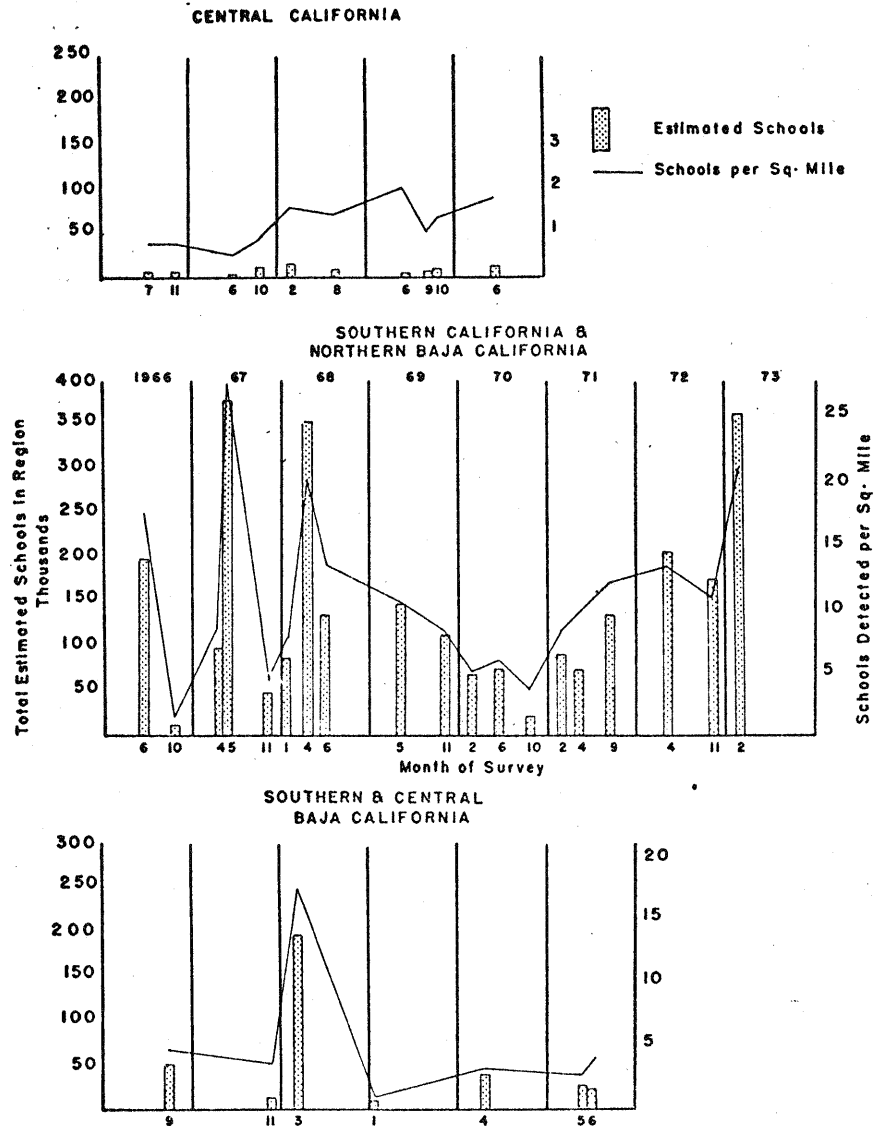 CENTRAL CALIFORNIA
250
200
150
100
50
3
2
1
7 11 6 10 2 8 6 9 10 6
Estimated Schools
Schools per Sq- Mile
SOUTHERN CALIFORNIA &
NORTHERN BAJA CALIFORNIA
1966 67 68 69 70 71 72 73
400
350
300
250
200
150
100
50
Total Estimated Schools in Region
Thousands
25
20
15
10
5
Schools Detected per Sq- Mile
6 10 4 5 11 1 4 6 5 11 2 6 10 2 4 9 4 11 2
Month of Survey
SOUTHERN & CENTRAL
BAJA CALIFORNIA
300
250
200
150
100
50
20
15
10
5
9 11 3 1 4 5 6